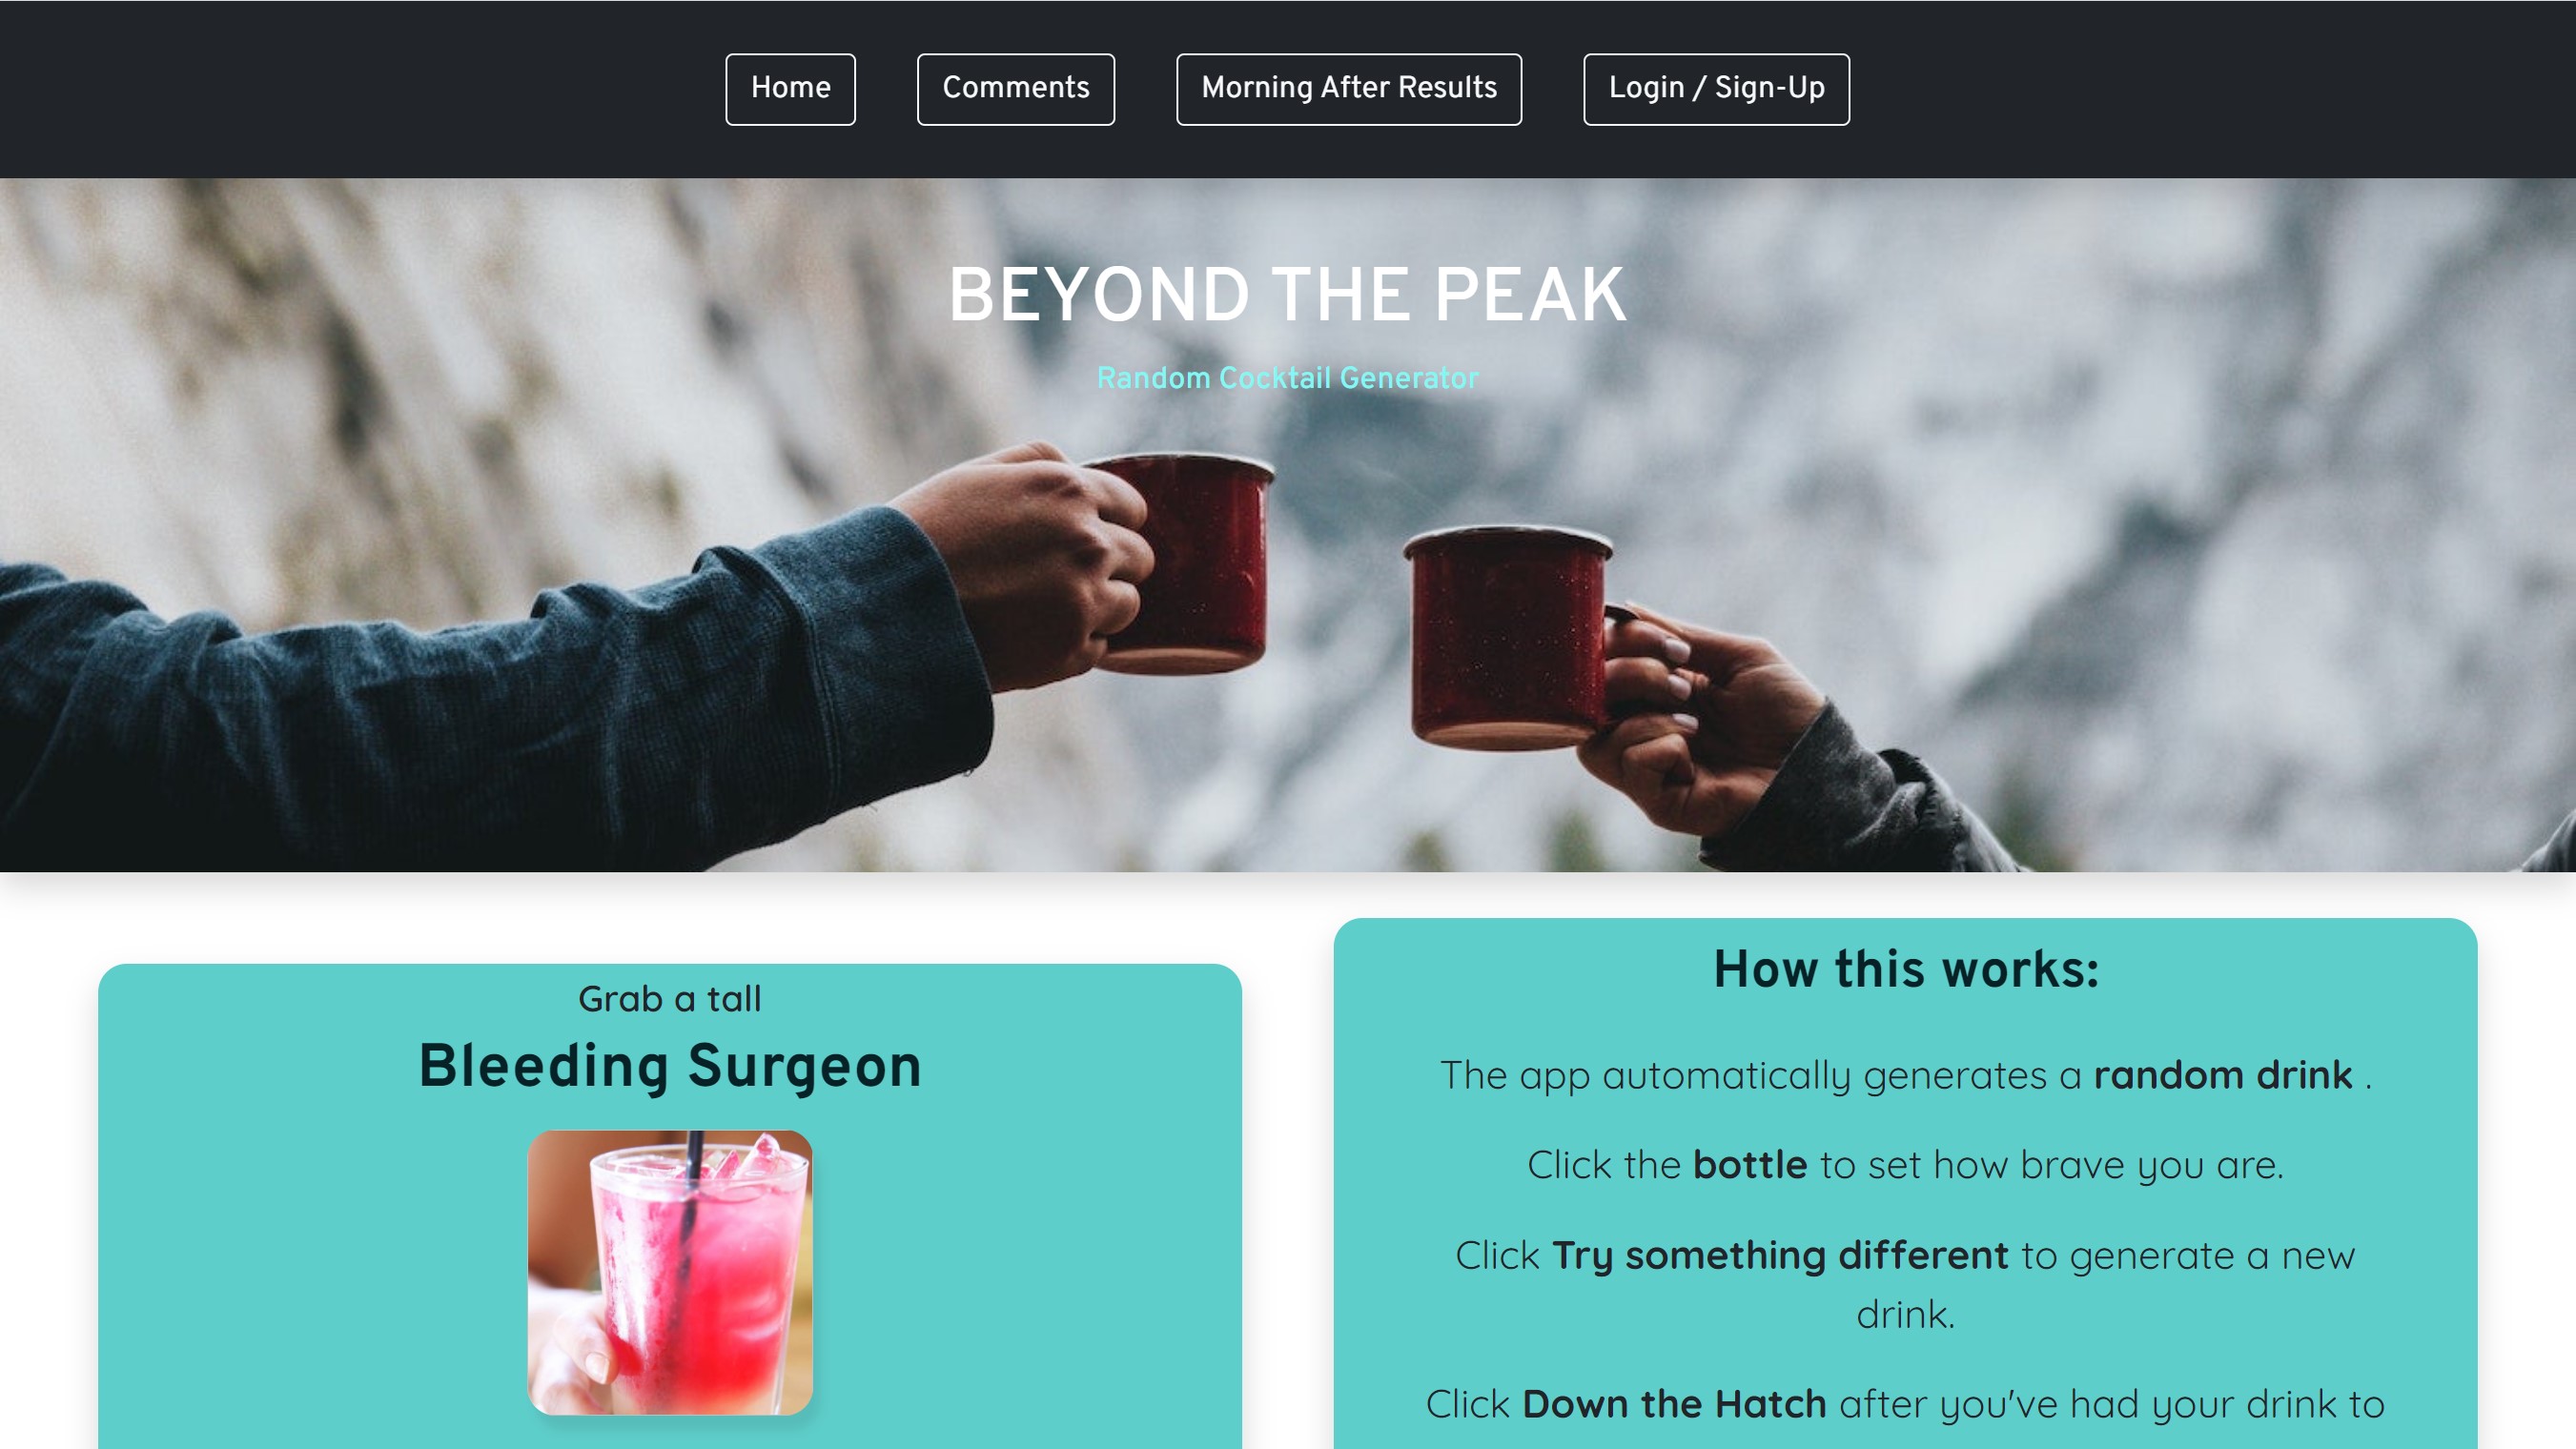 Home
Comments
Morning After Results
Login / Sign-Up
BEYOND THE PEAK
Random Cocktail Generator
Grab a tall
Bleeding Surgeon
How this works:
The app automatically generates a random drink .
Click the bottle to set how brave you are.
Click Try something different to generate a new
drink.
Click Down the Hatch after you've had your drink to